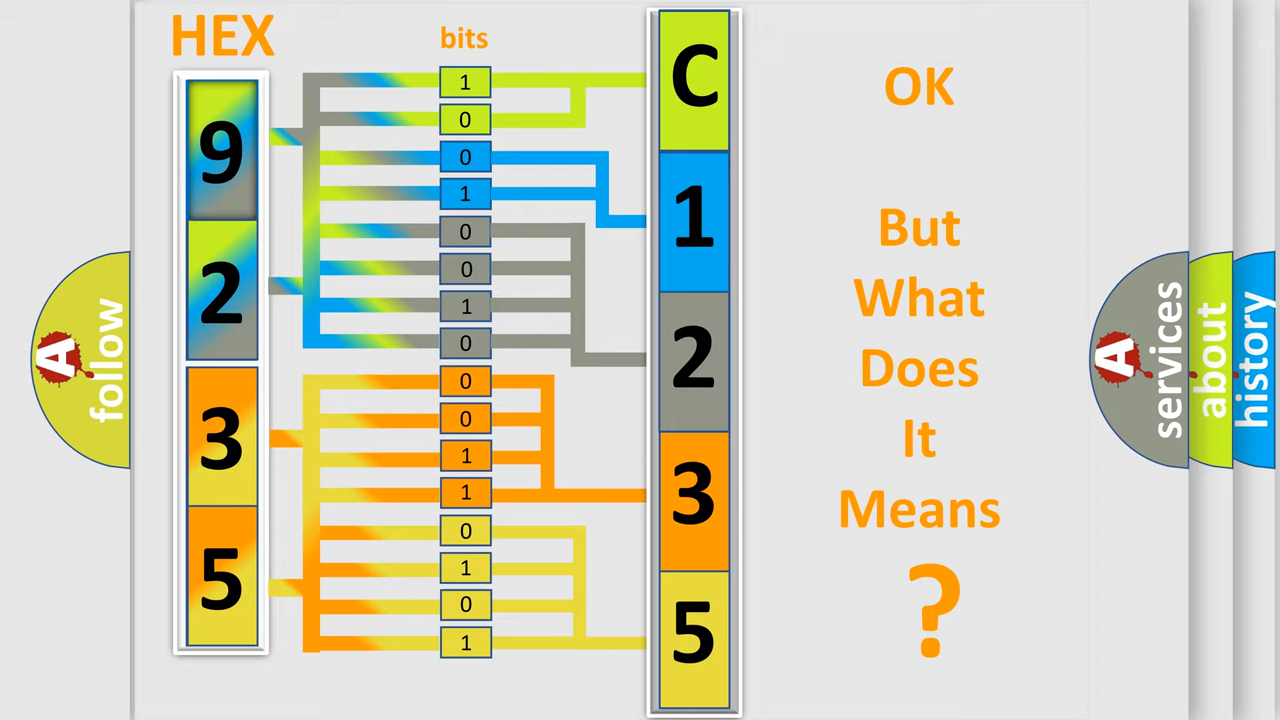 HEX
bits
9
2
3
5
1
0
0
1
0
0
1
0
0
0
1
1
0
1
0
1
C
1
2
3
5
OK
But
What
Does
It
Means
?
A
follow
A
services
about
history